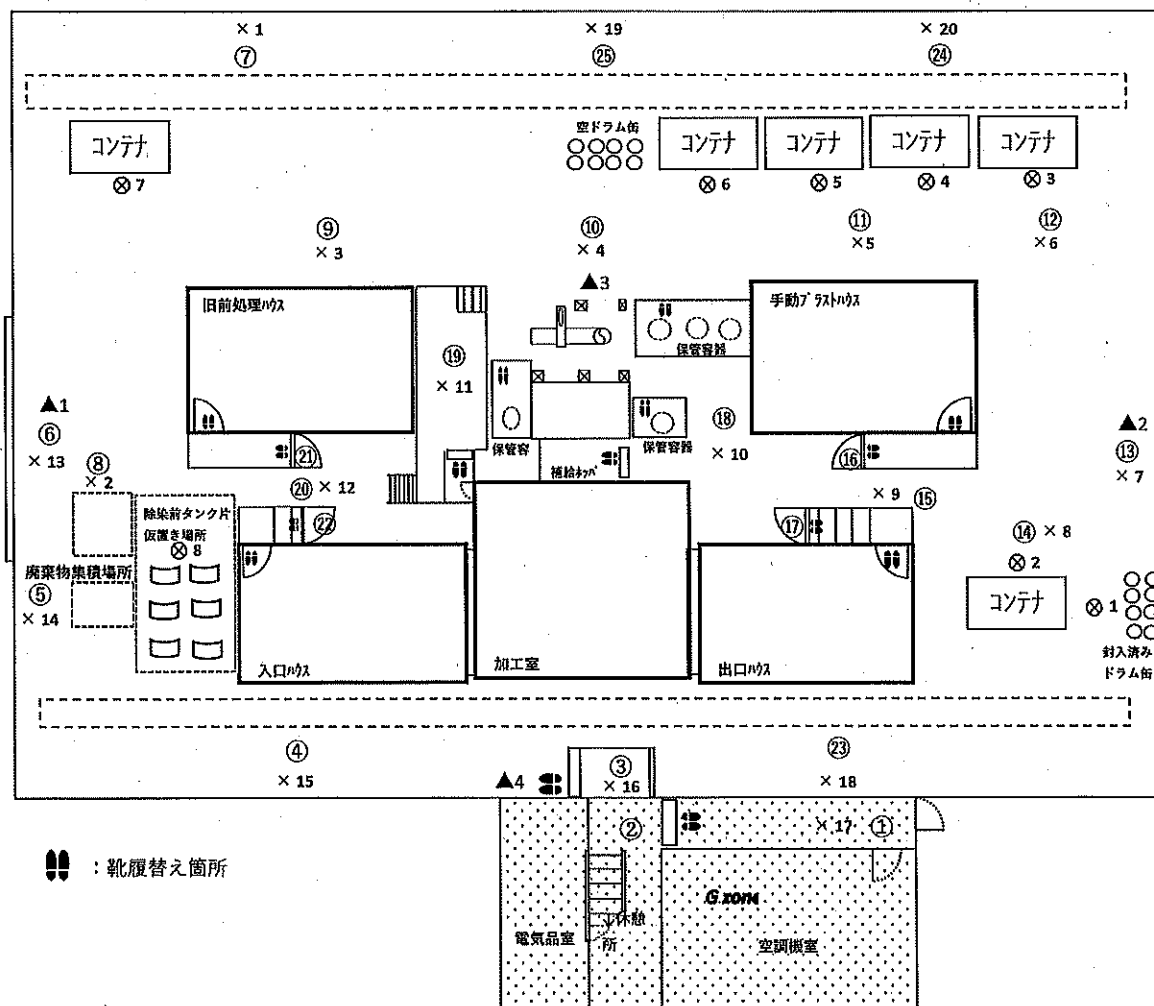 × 1
× 19
× 20
⑦
㉕
㉔
空ドラム缶
コンテナ
コンテナ
コンテナ
コンテナ
コンテナ
⊗ 7
⊗ 6
⊗ 5
⊗ 4
⊗ 3
⑨
× 3
⑩
× 4
⑪
× 5
⑫
× 6
▲3
旧前処理ハウス
手動ブラストハウス
保管容器
⑲
× 11
保管容
保管容器
⑱
× 10
▲1
⑥
× 13
▲2
⑬
× 7
㉑
⑯
補給ホッパ
⑧
× 2
⑳
× 12
× 9
⑮
除染前タンク片
仮置き場所
⊗ 8
㉒
⑰
⑭ × 8
⊗ 2
廃棄物集積場所
⑤
× 14
コンテナ
⊗ 1
封入済み
ドラム缶
入口ハウス
加工室
出口ハウス
④
× 15
▲4
③
× 16
㉓
× 18
②
× 17
①
：靴履替え箇所
G zone
電気品室
休憩
所
空調機室